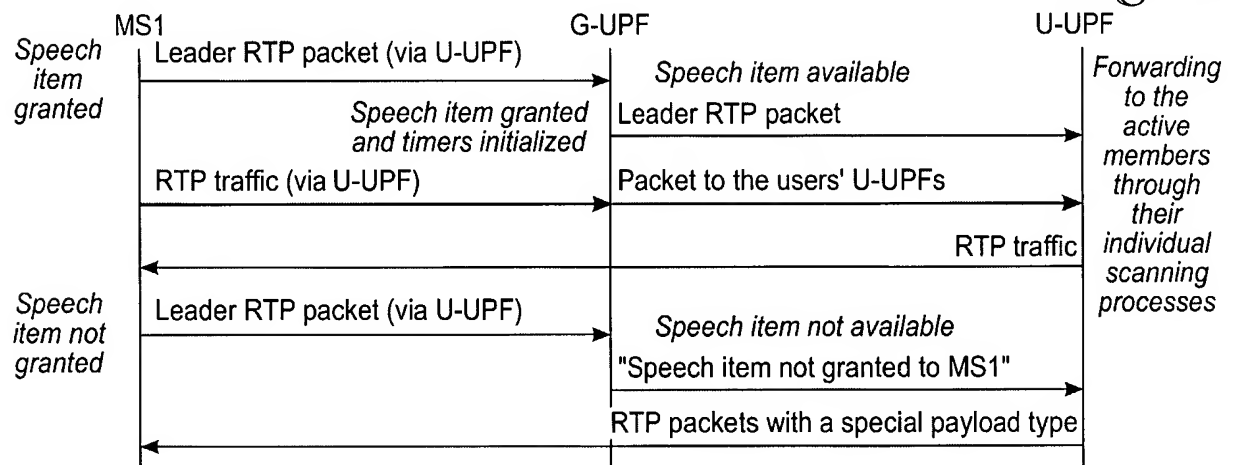 MS1
G-UPF
U-UPF
Speech
item
granted
Leader RTP packet (via U-UPF)
Speech item available
Forwarding
to the
active
members
through
their
individual
scanning
processes
Speech item granted
and timers initialized
Leader RTP packet
RTP traffic (via U-UPF)
Packet to the users' U-UPFs
RTP traffic
Speech
item not
granted
Leader RTP packet (via U-UPF)
Speech item not available
"Speech item not granted to MS1"
RTP packets with a special payload type